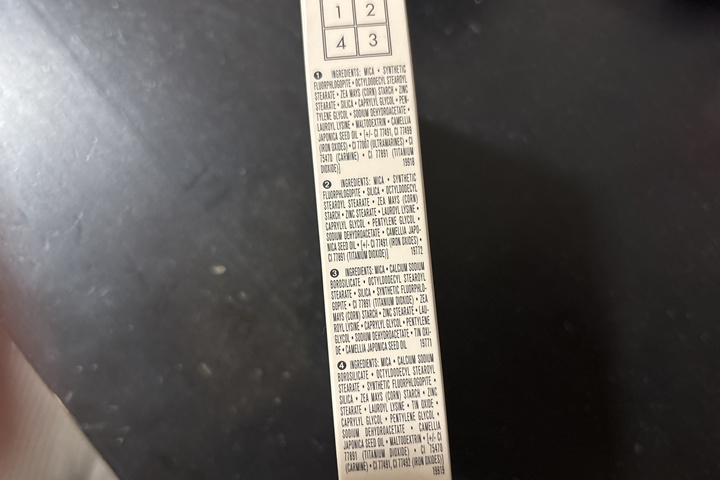 1 2
4 3
1 INGREDIENTS: MICA • SYNTHETIC
FLUORPHLOGOPITE • OCTYLDODECYL STEAROYL
STEARATE • ZEA MAYS (CORN) STARCH • ZINC
STEARATE • SILICA • CAPRYLYL GLYCOL • PEN-
TYLENE GLYCOL • SODIUM DEHYDROACETATE •
LAUROYL LYSINE • MALTODEXTRIN • CAMELLIA
JAPONICA SEED OIL • [+/- CI 77491, CI 77499
(IRON OXIDES) • CI 77007 (ULTRAMARINES) • CI
75470 (CARMINE) • CI 77891 (TITANIUM
DIOXIDE)] 19918
2 INGREDIENTS: MICA • SYNTHETIC
FLUORPHLOGOPITE • SILICA • OCTYLDODECYL
STEAROYL STEARATE • ZEA MAYS (CORN)
STARCH • ZINC STEARATE • LAUROYL LYSINE •
CAPRYLYL GLYCOL • PENTYLENE GLYCOL •
SODIUM DEHYDROACETATE • CAMELLIA JAPO-
NICA SEED OIL • [+/- CI 77491 (IRON OXIDES) •
CI 77891 (TITANIUM DIOXIDE)] 19772
3 INGREDIENTS: MICA • CALCIUM SODIUM
BOROSILICATE • OCTYLDODECYL STEAROYL
STEARATE • SILICA • SYNTHETIC FLUORPHLO-
GOPITE • CI 77891 (TITANIUM DIOXIDE) • ZEA
MAYS (CORN) STARCH • ZINC STEARATE • LAU-
ROYL LYSINE • CAPRYLYL GLYCOL • PENTYLENE
GLYCOL • SODIUM DEHYDROACETATE • TIN OXI-
DE • CAMELLIA JAPONICA SEED OIL 19771
4 INGREDIENTS: MICA • CALCIUM SODIUM
BOROSILICATE • OCTYLDODECYL STEAROYL
STEARATE • SYNTHETIC FLUORPHLOGOPITE •
SILICA • ZEA MAYS (CORN) STARCH • ZINC
STEARATE • LAUROYL LYSINE • TIN OXIDE •
CAPRYLYL GLYCOL • PENTYLENE GLYCOL •
SODIUM DEHYDROACETATE • CAMELLIA
JAPONICA SEED OIL • MALTODEXTRIN • [+/- CI
77891 (TITANIUM DIOXIDE) • CI 75470
(CARMINE) • CI 77491, CI 77492 (IRON OXIDES)]
19919